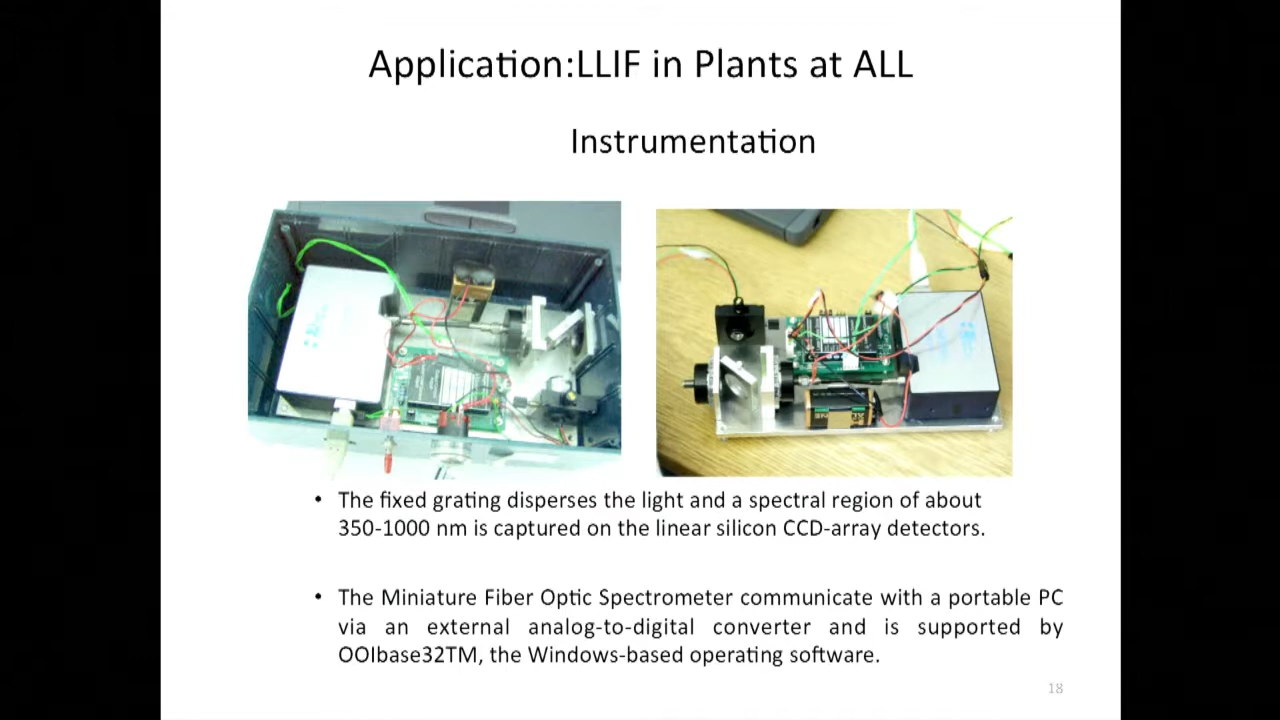 Application:LLIF in Plants at ALL
Instrumentation
• The fixed grating disperses the light and a spectral region of about
350-1000 nm is captured on the linear silicon CCD-array detectors.
• The Miniature Fiber Optic Spectrometer communicate with a portable PC
via an external analog-to-digital converter and is supported by
OOIbase32TM, the Windows-based operating software.
18